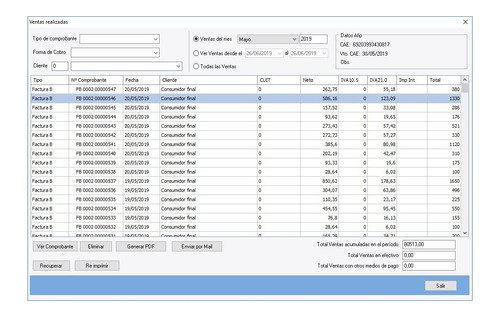 Ventas realizadas
Tipo de comprobante
Ventas del mes Mayo 2019
Datos Afip
CAE: 69203993430817
Vto. CAE: 30/05/2019
Obs.
Forma de Cobro
Ver Ventas desde el 26/06/2019 al 26/06/2019
Cliente 0
Todas las Ventas
Tipo Nº Comprobante Fecha Cliente CUIT Neto IVA10.5 IVA21.0 Imp Int Total
Factura B FB 0002 00000547 20/05/2019 Consumidor final 0 262,75 0 55,18 380
Factura B FB 0002 00000546 20/05/2019 Consumidor final 0 586,16 0 123,09 1330
Factura B FB 0002 00000545 20/05/2019 Consumidor final 0 157,52 0 33,08 286
Factura B FB 0002 00000544 20/05/2019 Consumidor final 0 93,62 0 19,65 176
Factura B FB 0002 00000543 20/05/2019 Consumidor final 0 273,43 0 57,42 521
Factura B FB 0002 00000542 20/05/2019 Consumidor final 0 272,73 0 57,27 330
Factura B FB 0002 00000541 20/05/2019 Consumidor final 0 385,6 0 80,98 1120
Factura B FB 0002 00000540 20/05/2019 Consumidor final 0 202,19 0 42,47 310
Factura B FB 0002 00000539 20/05/2019 Consumidor final 0 93,33 0 19,6 175
Factura B FB 0002 00000538 20/05/2019 Consumidor final 0 28,64 0 6,02 100
Factura B FB 0002 00000537 19/05/2019 Consumidor final 0 850,62 0 178,63 1650
Factura B FB 0002 00000536 19/05/2019 Consumidor final 0 304,07 0 63,86 496
Factura B FB 0002 00000535 19/05/2019 Consumidor final 0 110,35 0 23,17 225
Factura B FB 0002 00000534 19/05/2019 Consumidor final 0 454,55 0 95,45 550
Factura B FB 0002 00000533 19/05/2019 Consumidor final 0 76,8 0 16,13 155
Factura B FB 0002 00000532 19/05/2019 Consumidor final 0 28,64 0 6,02 100
Factura B FB 0002 00000531 19/05/2019 Consumidor final 0 0
Ver Comprobante Eliminar Generar PDF Enviar por Mail
Total Ventas acumuladas en el período 80513,00
Total Ventas en efectivo 0,00
Recuperar Re imprimir
Total Ventas con otros medios de pago 0,00
Salir